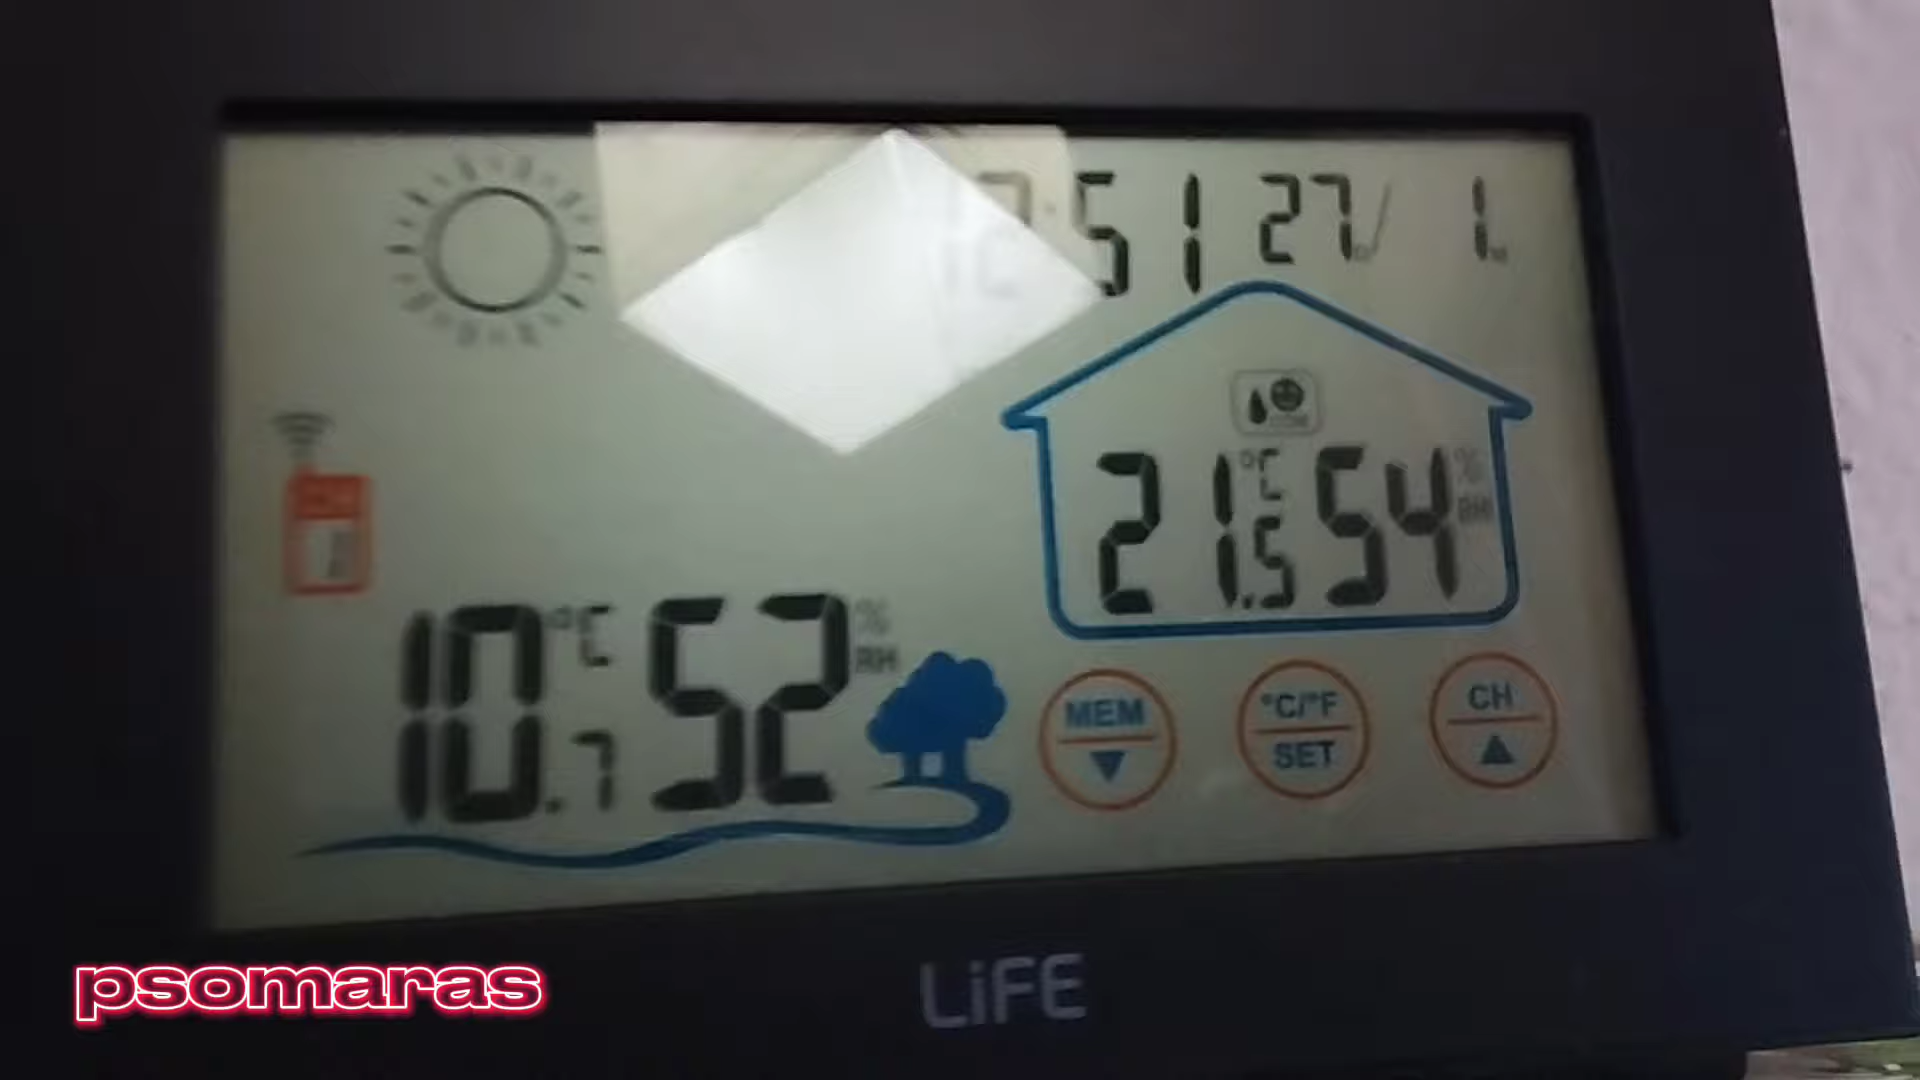 :51 27/ 1
21.5 °C 54 % RH
10.7 °C 52 % RH
MEM °C/°F CH
SET
LiFE
psomaras